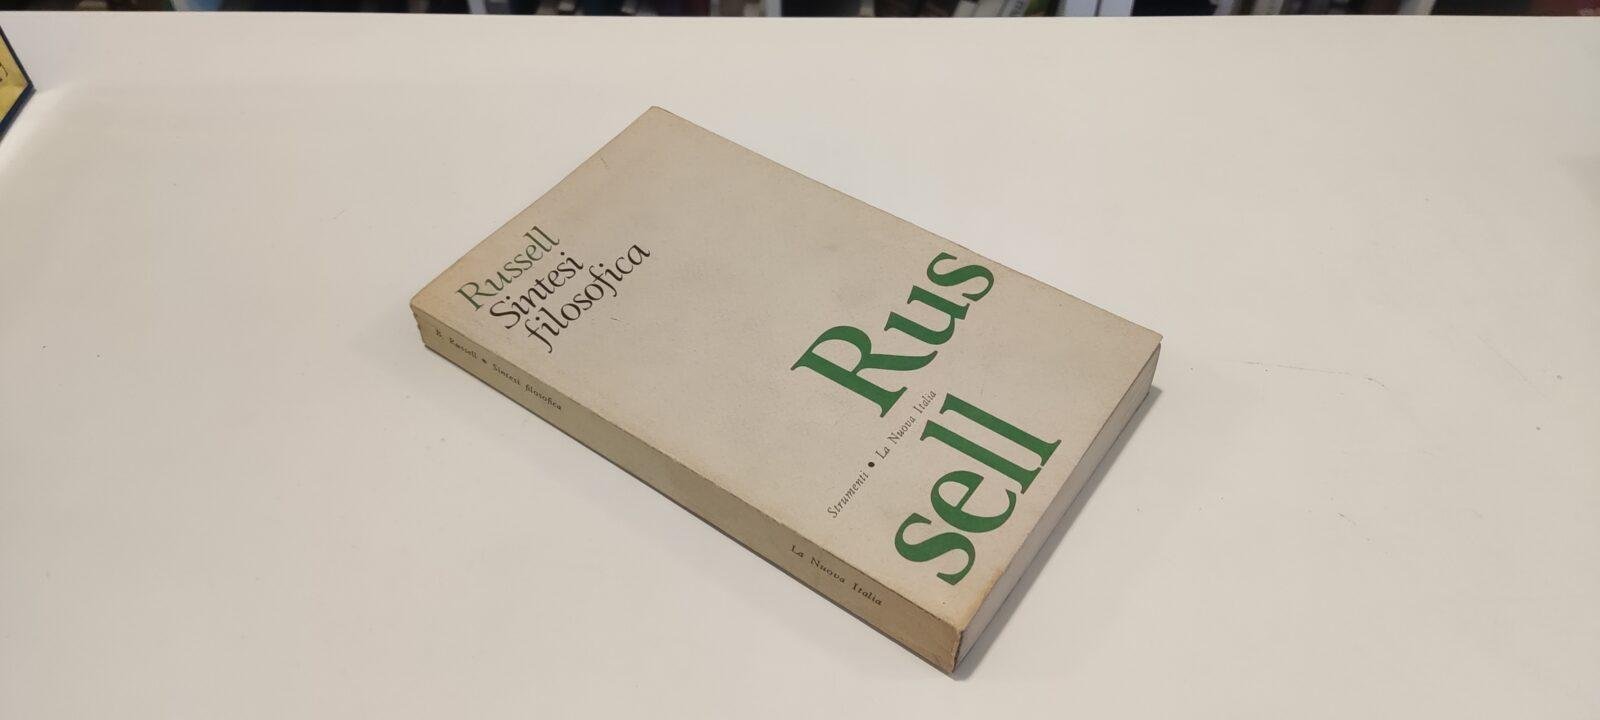 Russell
Sintesi
filosofica
Rus
sell
Strumenti • La Nuova Italia
B. Russell • Sintesi filosofica
La Nuova Italia